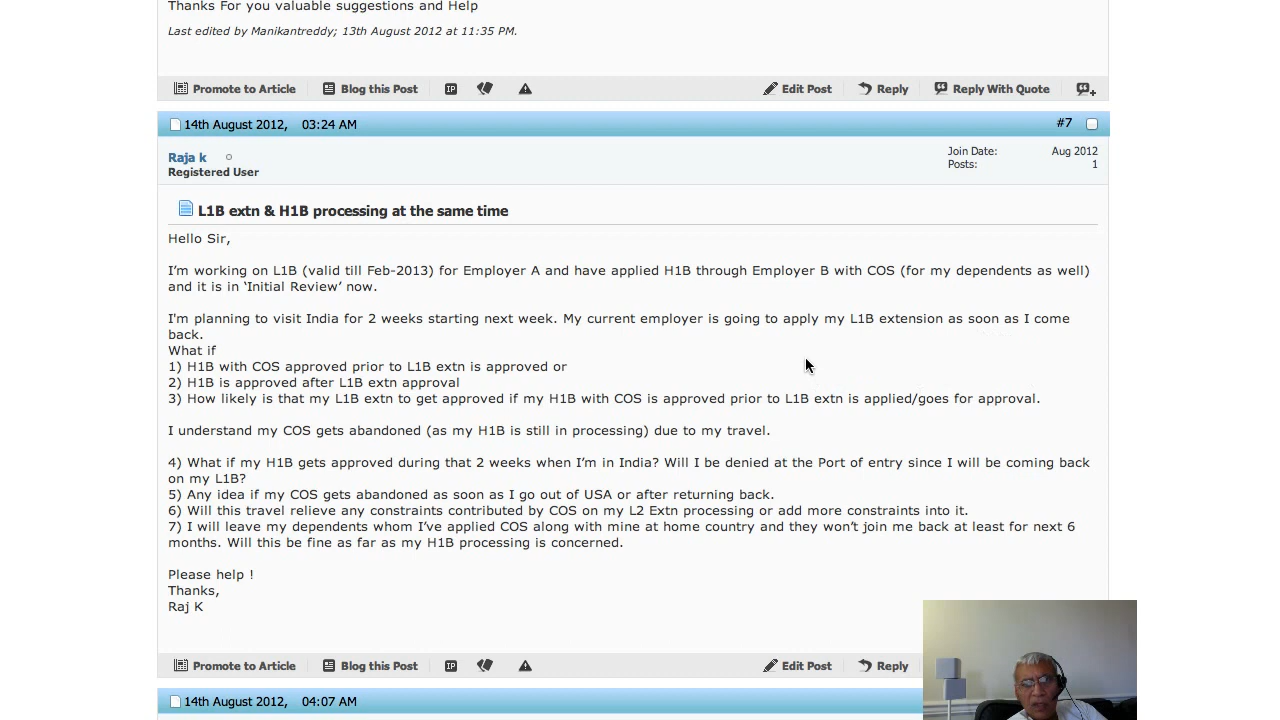 Thanks For you valuable suggestions and Help
Last edited by Manikantreddy; 13th August 2012 at 11:35 PM.
Promote to Article Blog this Post IP Edit Post Reply Reply With Quote
14th August 2012, 03:24 AM #7
Raja k
Registered User
Join Date: Aug 2012
Posts: 1
L1B extn & H1B processing at the same time
Hello Sir,
I'm working on L1B (valid till Feb-2013) for Employer A and have applied H1B through Employer B with COS (for my dependents as well)
and it is in ‘Initial Review’ now.
I'm planning to visit India for 2 weeks starting next week. My current employer is going to apply my L1B extension as soon as I come
back.
What if
1) H1B with COS approved prior to L1B extn is approved or
2) H1B is approved after L1B extn approval
3) How likely is that my L1B extn to get approved if my H1B with COS is approved prior to L1B extn is applied/goes for approval.
I understand my COS gets abandoned (as my H1B is still in processing) due to my travel.
4) What if my H1B gets approved during that 2 weeks when I’m in India? Will I be denied at the Port of entry since I will be coming back
on my L1B?
5) Any idea if my COS gets abandoned as soon as I go out of USA or after returning back.
6) Will this travel relieve any constraints contributed by COS on my L2 Extn processing or add more constraints into it.
7) I will leave my dependents whom I’ve applied COS along with mine at home country and they won’t join me back at least for next 6
months. Will this be fine as far as my H1B processing is concerned.
Please help !
Thanks,
Raj K
Promote to Article Blog this Post IP Edit Post Reply
14th August 2012, 04:07 AM